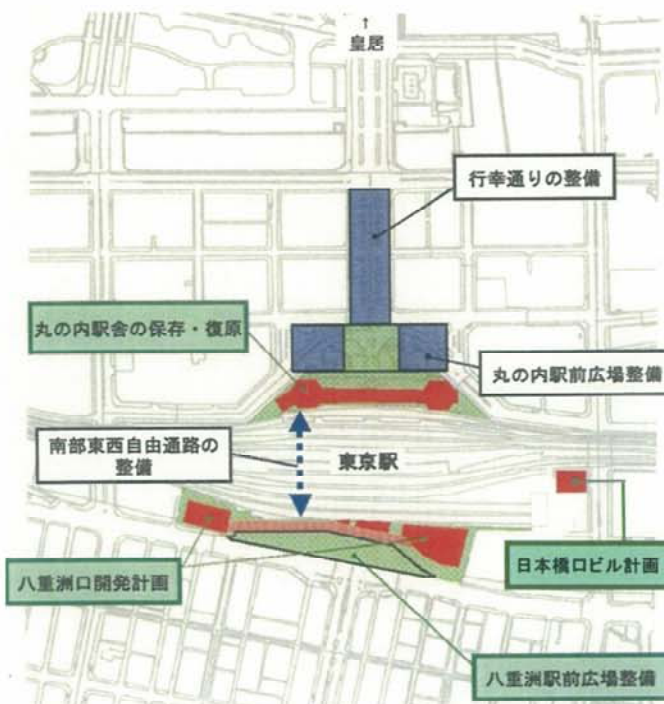 ↑
皇居
行幸通りの整備
丸の内駅舎の保存・復原
丸の内駅前広場整備
南部東西自由通路の
整備
東京駅
日本橋口ビル計画
八重洲口開発計画
八重洲駅前広場整備